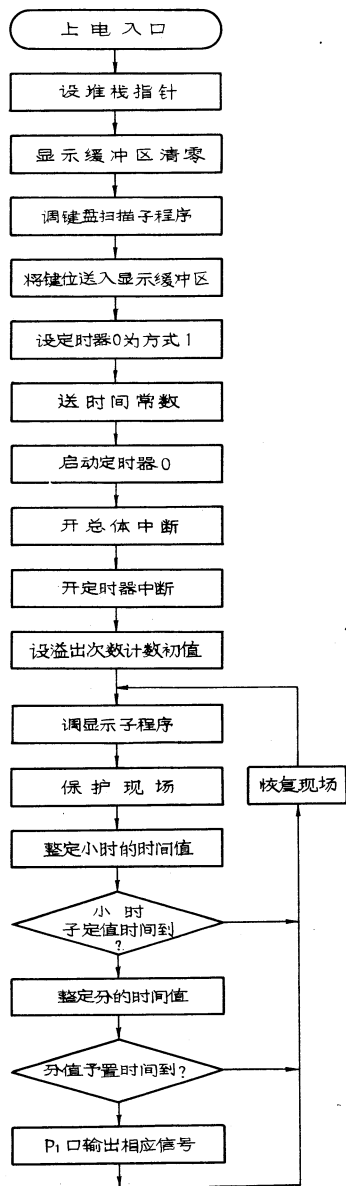 上电入口
设堆栈指针
显示缓冲区清零
调键盘扫描子程序
将键位送入显示缓冲区
设定时器0为方式1
送时间常数
启动定时器0
开总体中断
开定时器中断
设溢出次数计数初值
调显示子程序
保护现场
恢复现场
整定小时的时间值
小时
予定值时间到
?
整定分的时间值
分值予置时间到?
P1口输出相应信号